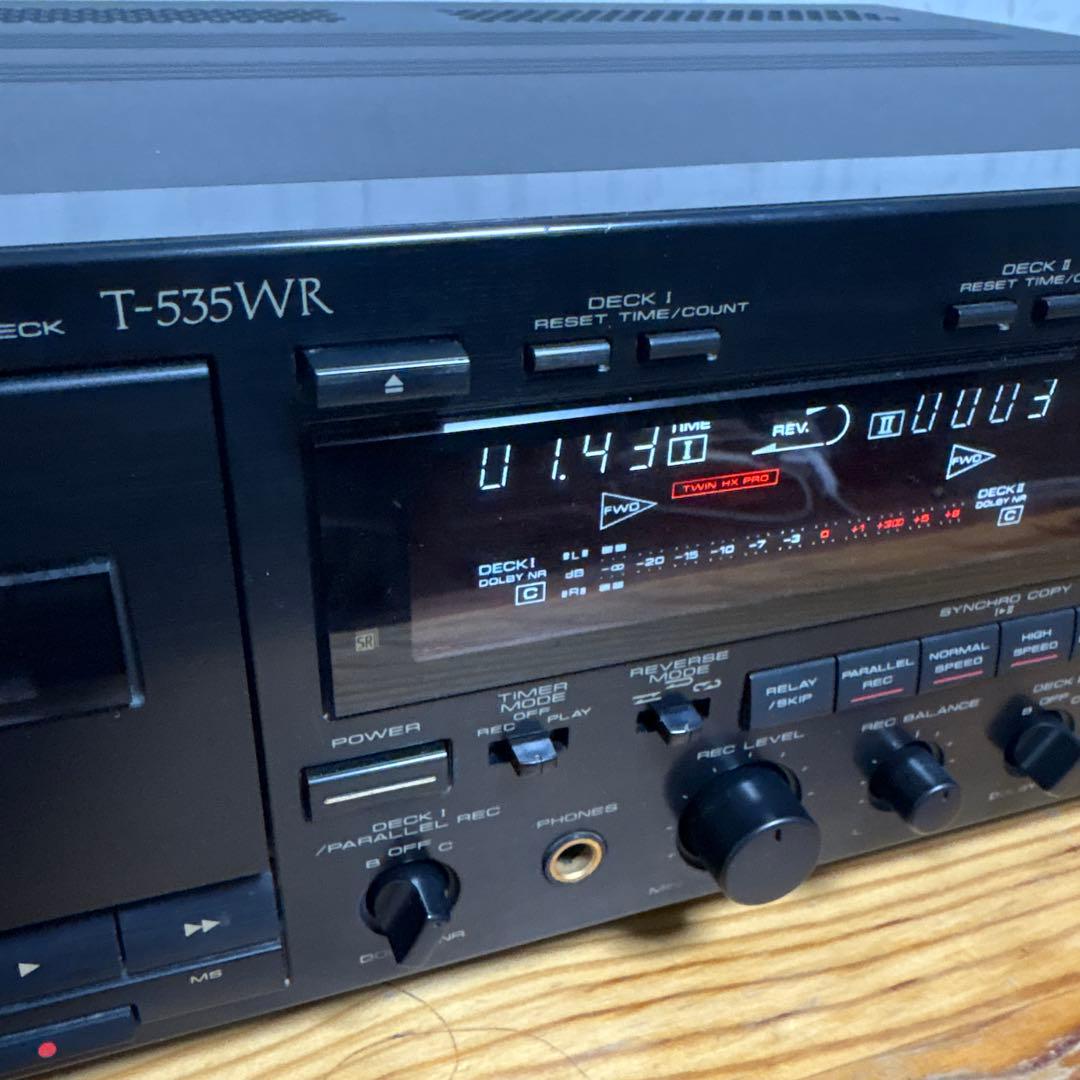 T-535WR
DECK I
RESET TIME/COUNT
DECK II
RESET
01.43 TIME I
REV.
II 0003
FWD
FWD
TWIN HX PRO
DECK I
DOLBY NR
C
L
dB
R
-∞ -20 -15 -10 -7 -3 0 +1 +3 +5 +8
DECK II
DOLBY NR
C
SR
SYNCHRO COPY
I▶II
RELAY
/SKIP
PARALLEL
REC
NORMAL
SPEED
HIGH
SPEED
REVERSE
MODE
TIMER
MODE
OFF
REC PLAY
POWER
REC LEVEL
REC BALANCE
B OFF C
DECK I
/PARALLEL REC
B OFF C
PHONES
MS